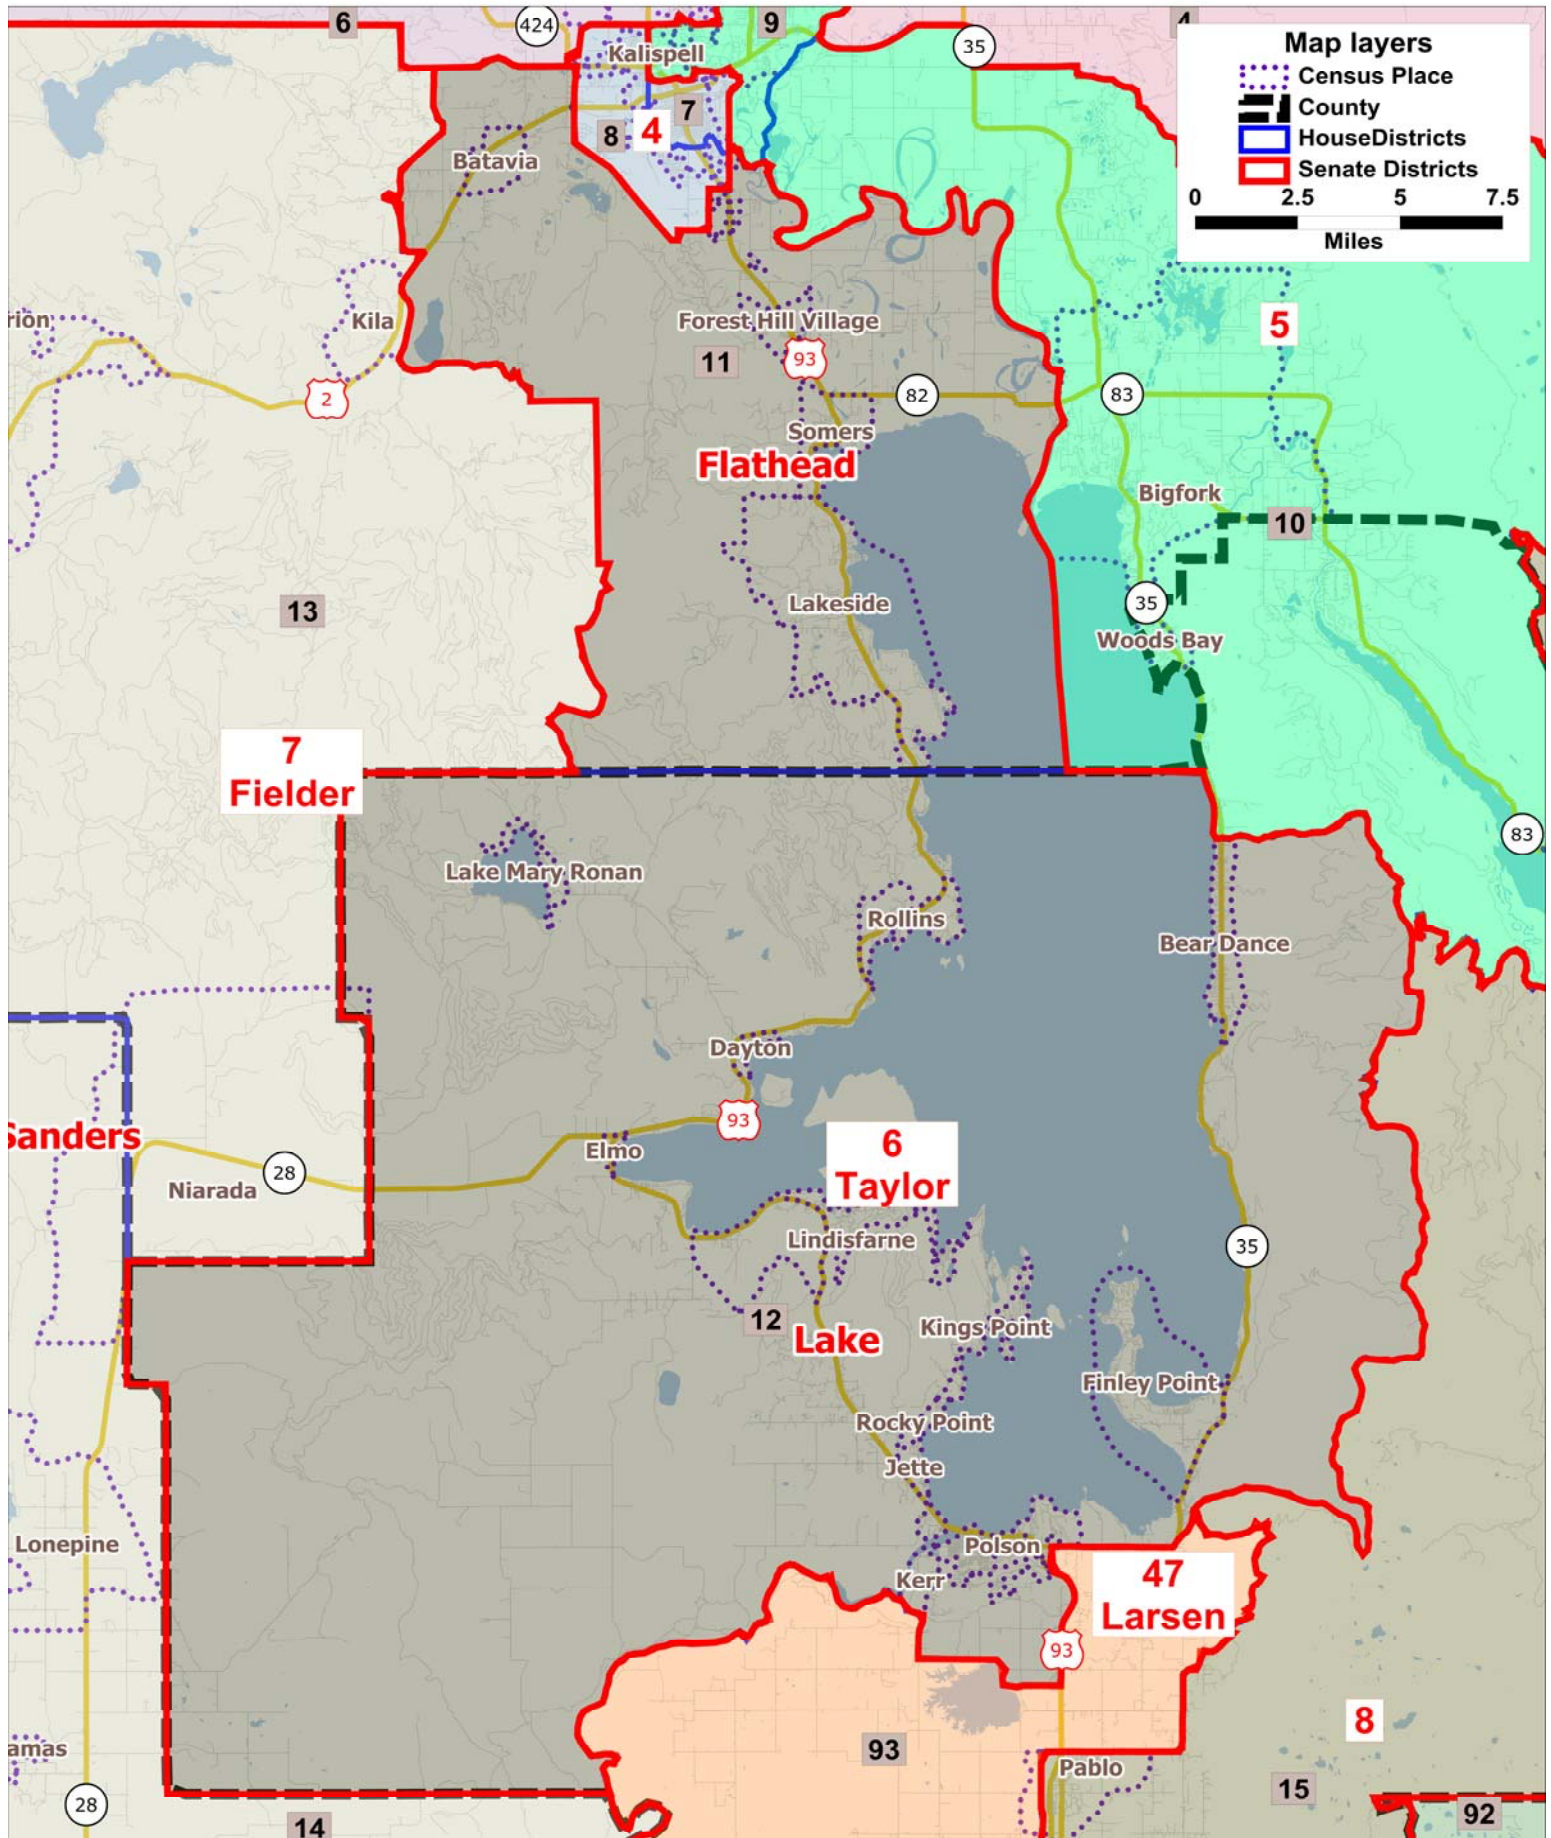 6
424
9
4
Kalispell
35
Map layers
Census Place
County
HouseDistricts
Senate Districts
0 2.5 5 7.5
Miles
7
8
4
Batavia
rion
Kila
Forest Hill Village
5
11
93
2
82
83
Somers
Flathead
Bigfork
10
13
Lakeside
35
Woods Bay
7
Fielder
83
Lake Mary Ronan
Rollins
Bear Dance
Dayton
93
Sanders
Elmo
6
Taylor
28
Niarada
Lindisfarne
35
12
Kings Point
Lake
Finley Point
Rocky Point
Jette
Lonepine
Polson
Kerr
47
Larsen
93
8
amas
93
Pablo
15
28
14
92